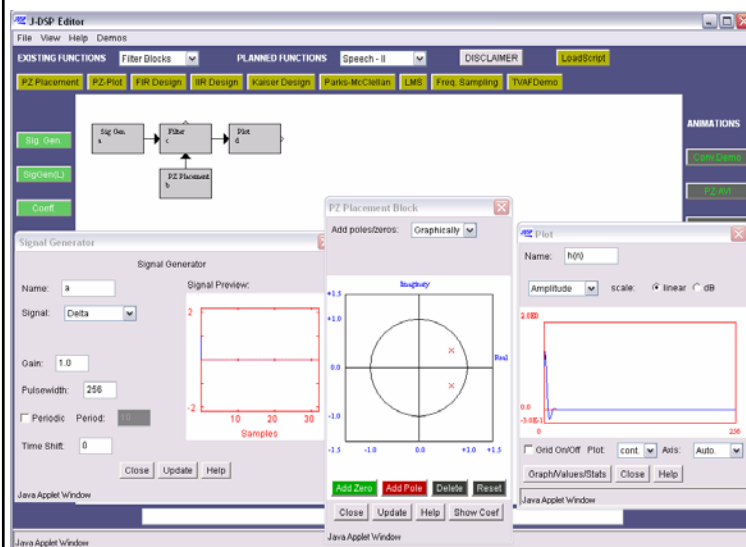 J-DSP Editor
File View Help Demos
EXISTING FUNCTIONS Filter Blocks PLANNED FUNCTIONS Speech - II DISCLAIMER LoadScript
PZ Placement PZ-Plot FIR Design IIR Design Kaiser Design Parks-McClellan LMS Freq. Sampling TVAFDemo
ANIMATIONS
Sig. Gen
SigGen(L)
Coeff.
Conv.Demo
PZ-AVI
Sig Gen
a
Filter
c
Plot
d
PZ Placement
b
Signal Generator
Signal Generator
Name: a
Signal: Delta
Gain: 1.0
Pulsewidth: 256
Periodic Period: 10
Time Shift: 0
Signal Preview:
2
-2
10 20 30
Samples
Close Update Help
Java Applet Window
PZ Placement Block
Add poles/zeros: Graphically
Imaginary
+1.5
+1.0
0.0
Real
-1.0
-1.5 -1.0 0.0 +1.0 +1.5
Add Zero Add Pole Delete Reset
Close Update Help Show Coef
Java Applet Window
Plot
Name: h(n)
Amplitude scale: linear dB
0.0
0 256
Grid On/Off Plot: cont. Axis: Auto.
Graph/Values/Stats Close Help
Java Applet Window
Java Applet Window